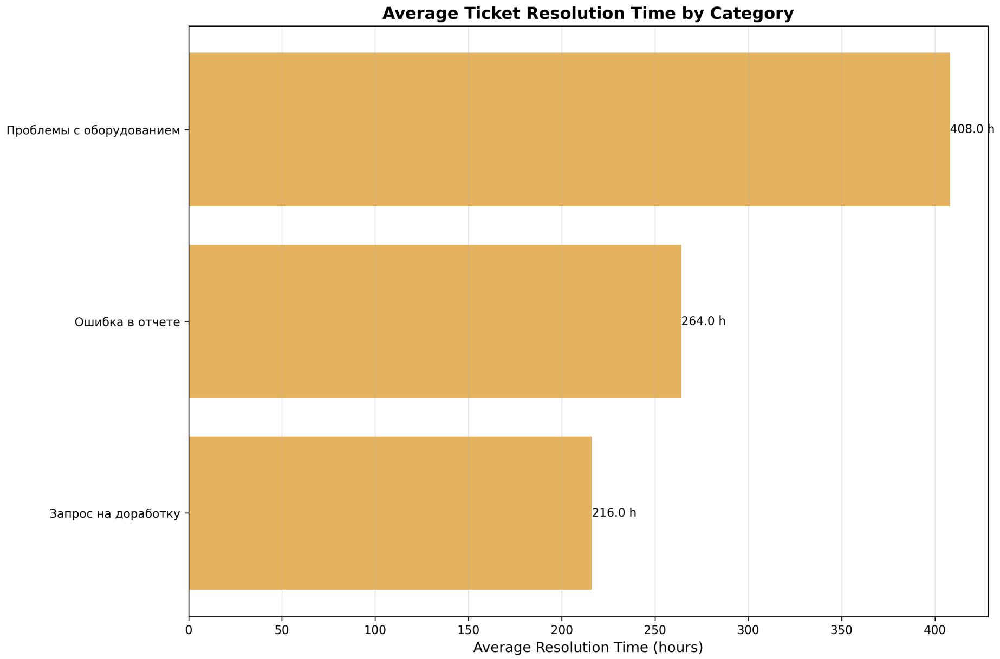 Average Ticket Resolution Time by Category
Проблемы с оборудованием
408.0 h
Ошибка в отчете
264.0 h
Запрос на доработку
216.0 h
0 50 100 150 200 250 300 350 400
Average Resolution Time (hours)